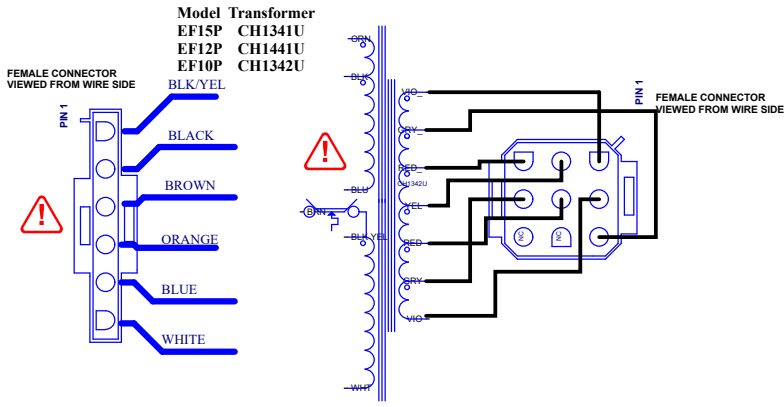 Model Transformer
EF15P CH1341U
EF12P CH1441U
EF10P CH1342U
FEMALE CONNECTOR
VIEWED FROM WIRE SIDE
PIN 1
BLK/YEL
BLACK
BROWN
ORANGE
BLUE
WHITE
!
!
ORN
BLK
BLU
BRN
BLK-YEL
WHT
VIO
GRY
RED
CH1342U
YEL
RED
GRY
VIO
PIN 1
FEMALE CONNECTOR
VIEWED FROM WIRE SIDE
NC
NC